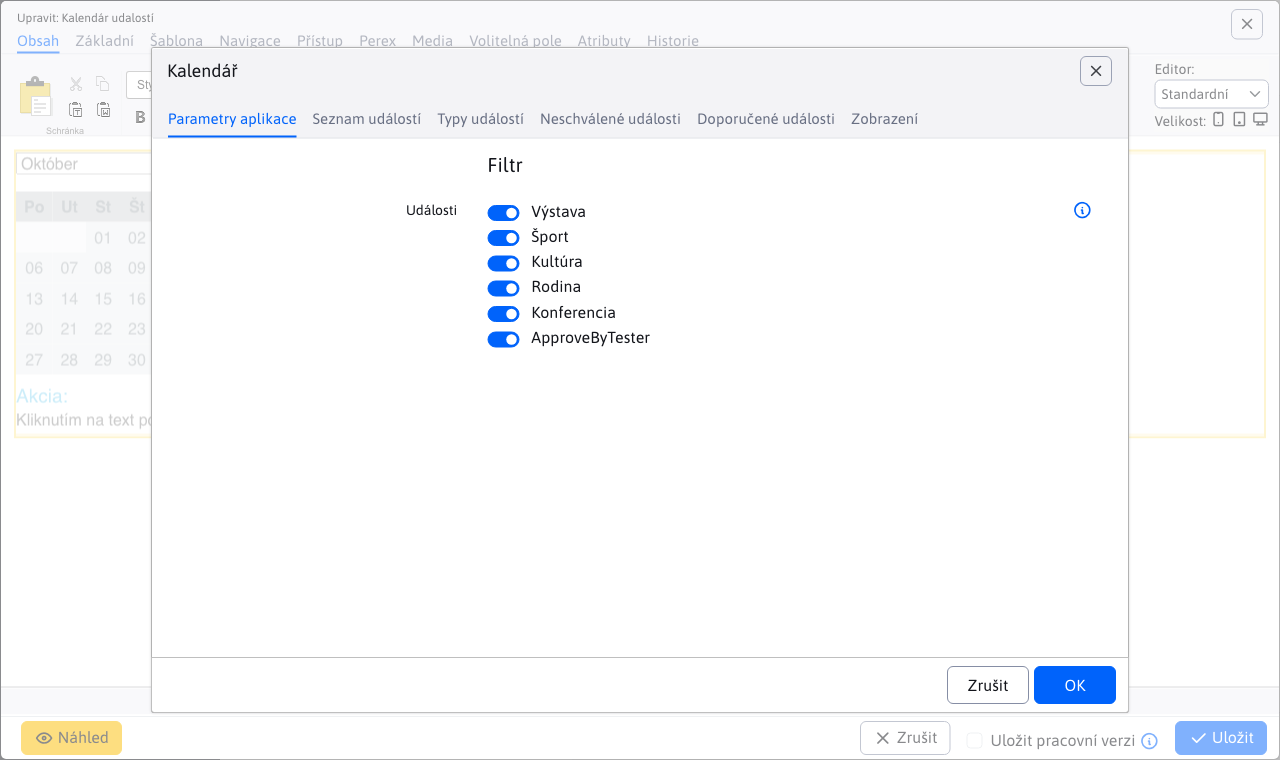 Upravit: Kalendár udalostí
Obsah Základní Šablona Navigace Přístup Perex Media Volitelná pole Atributy Historie
Kalendář
Editor:
Standardní
Velikost:
Schránka
B
Parametry aplikace Seznam událostí Typy událostí Neschválené události Doporučené události Zobrazení
Október
Filtr
Po Ut St Št
Události
Výstava
Šport
Kultúra
Rodina
Konferencia
ApproveByTester
01 02
06 07 08 09
13 14 15 16
20 21 22 23
27 28 29 30
Akcia:
Kliknutím na text
Zrušit OK
Náhled Zrušit Uložit pracovní verzi Uložit